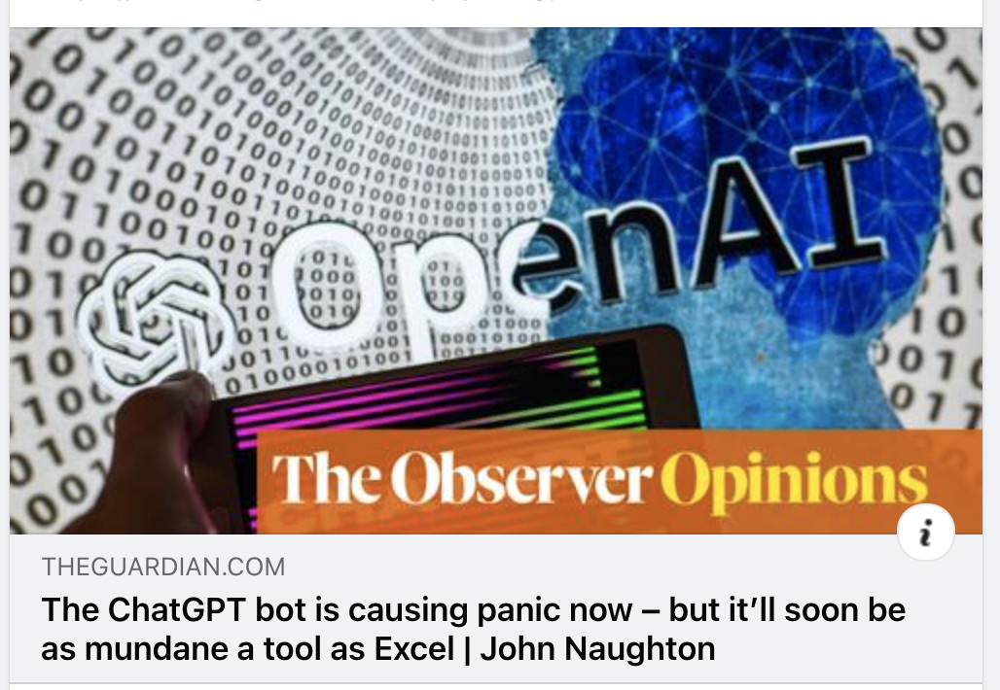 OpenAI
The Observer Opinions
i
THEGUARDIAN.COM
The ChatGPT bot is causing panic now – but it’ll soon be
as mundane a tool as Excel | John Naughton